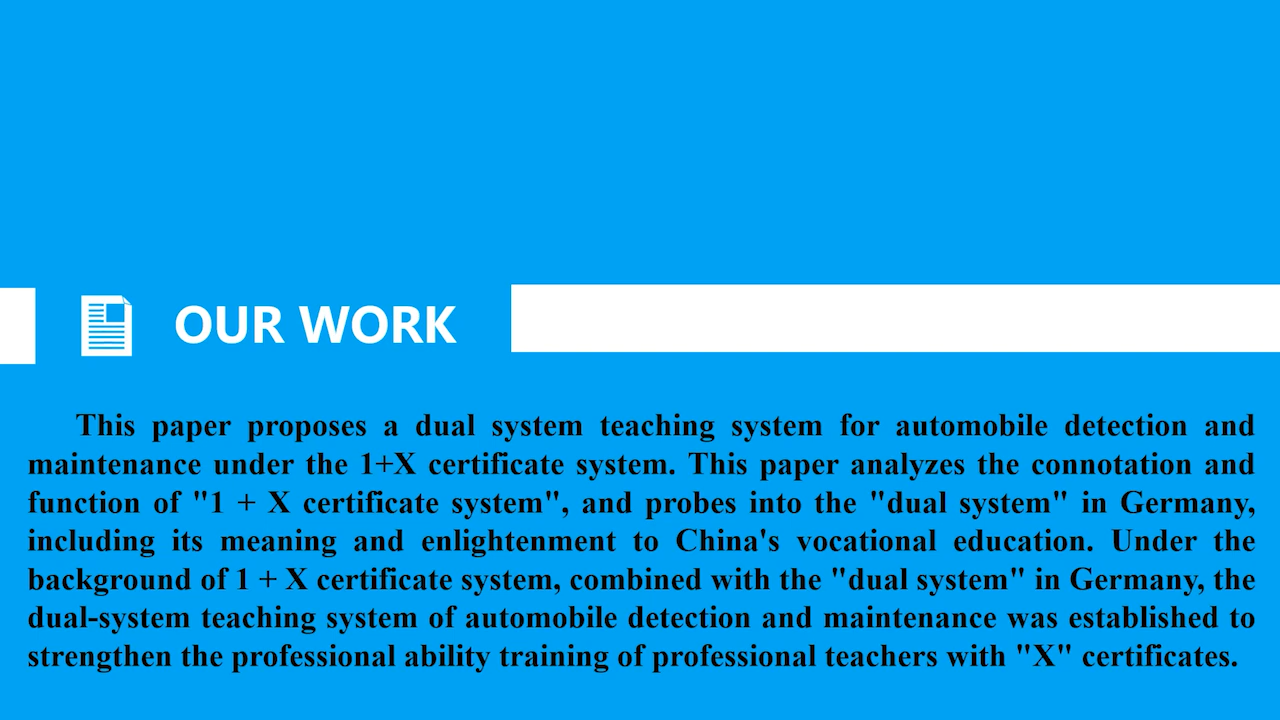 OUR WORK
This paper proposes a dual system teaching system for automobile detection and
maintenance under the 1+X certificate system. This paper analyzes the connotation and
function of "1 + X certificate system", and probes into the "dual system" in Germany,
including its meaning and enlightenment to China's vocational education. Under the
background of 1 + X certificate system, combined with the "dual system" in Germany, the
dual-system teaching system of automobile detection and maintenance was established to
strengthen the professional ability training of professional teachers with "X" certificates.